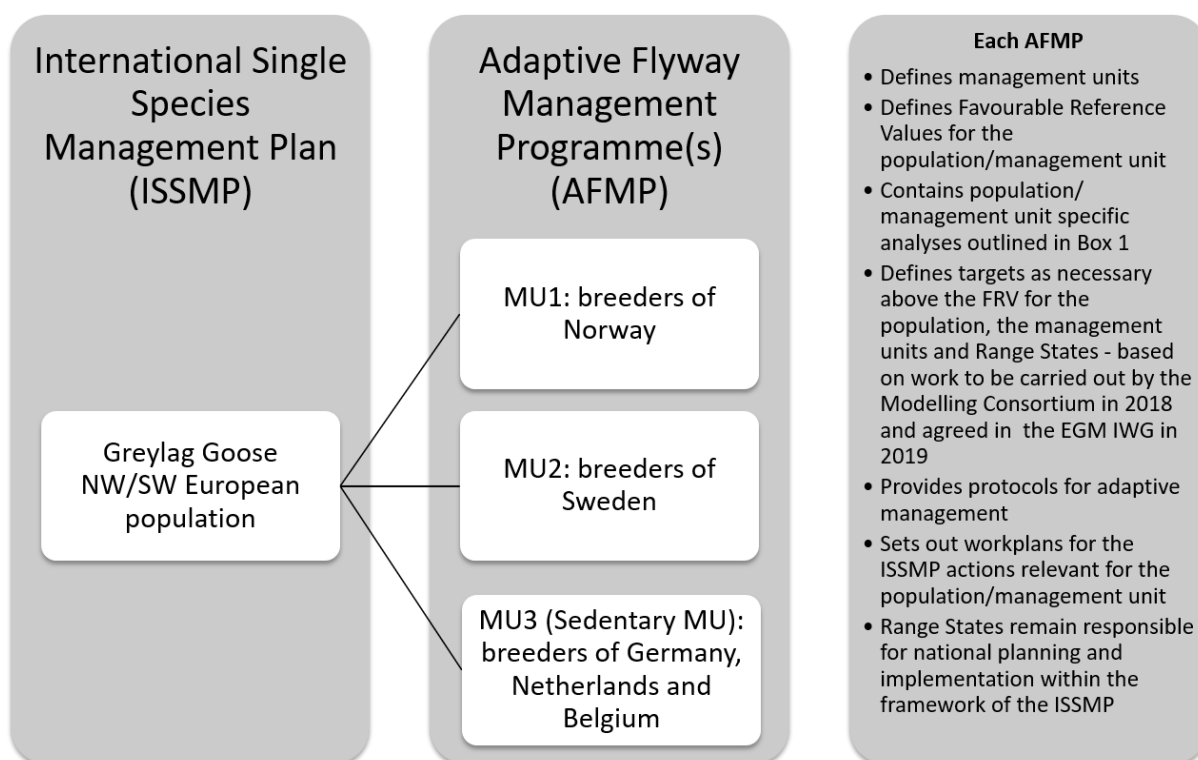 International Single
Species
Management Plan
(ISSMP)
Greylag Goose
NW/SW European
population
Adaptive Flyway
Management
Programme(s)
(AFMP)
MU1: breeders of
Norway
MU2: breeders of
Sweden
MU3 (Sedentary MU):
breeders of Germany,
Netherlands and
Belgium
Each AFMP
• Defines management units
• Defines Favourable Reference
Values for the
population/management unit
• Contains population/
management unit specific
analyses outlined in Box 1
• Defines targets as necessary
above the FRV for the
population, the management
units and Range States - based
on work to be carried out by the
Modelling Consortium in 2018
and agreed in the EGM IWG in
2019
• Provides protocols for adaptive
management
• Sets out workplans for the
ISSMP actions relevant for the
population/management unit
• Range States remain responsible
for national planning and
implementation within the
framework of the ISSMP